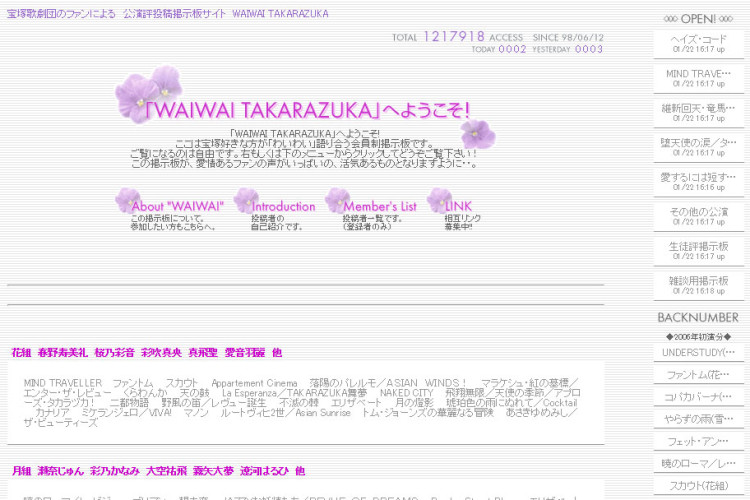 宝塚歌劇団のファンによる　公演評投稿掲示板サイト　WAIWAI TAKARAZUKA
TOTAL 1217918 ACCESS　SINCE 98/06/12
TODAY 0002 YESTERDAY 0003
「WAIWAI TAKARAZUKA」へようこそ!
「WAIWAI TAKARAZUKA」へようこそ!
ここは宝塚好きな方が「わいわい」語り合う会員制掲示板です。
ご覧になるのは自由です。右もしくは下のメニューからクリックしてどうぞご覧下さい！
この掲示板が、愛情あるファンの声がいっぱいの、活気あるものとなりますように・・。
About "WAIWAI"
この掲示板について。
参加したい方もこちらへ。
Introduction
投稿者の
自己紹介です。
Member's List
投稿者一覧です。
(登録者のみ)
LINK
相互リンク
募集中!!
花組　春野寿美礼　桜乃彩音　彩吹真央　真飛聖　愛音羽麗　他
MIND TRAVELLER　ファントム　スカウト　Appartement Cinema　落陽のパレルモ／ASIAN　WINDS！　マラケシュ・紅の墓標／
エンター・ザ・レビュー　くらわんか　天の鼓　La Esperanza／TAKARAZUKA舞夢　NAKED CITY　飛翔無限／天使の季節／アプロ
ーズ・タカラヅカ！　二都物語　野風の笛／レヴュー誕生　不滅の棘　エリザベート　月の燈影　琥珀色の雨にぬれて／Cocktail
カナリア　ミケランジェロ／VIVA!　マノン　ルートヴィヒ2世／Asian Sunrise　トム・ジョーンズの華麗なる冒険　あさきゆめみし／
ザ・ビューティーズ
月組　瀬奈じゅん　彩乃かなみ　大空祐飛　霧矢大夢　遼河はるひ　他
OPEN!
ヘイズ・コード
01/22 16:17 up
MIND TRAVE…
01/22 16:17 up
維新回天・竜馬…
01/22 16:17 up
堕天使の涙／タ…
01/22 16:17 up
愛するには短す…
01/22 16:16 up
その他の公演
01/22 16:17 up
生徒評掲示板
01/22 16:17 up
雑談用掲示板
01/22 16:18 up
BACKNUMBER
◆2006年初演分◆
UNDERSTUDY(…
ファントム(花…
コパカバーナ(…
やらずの雨(雪…
フェット・アン…
暁のローマ／レ…
スカウト(花組)